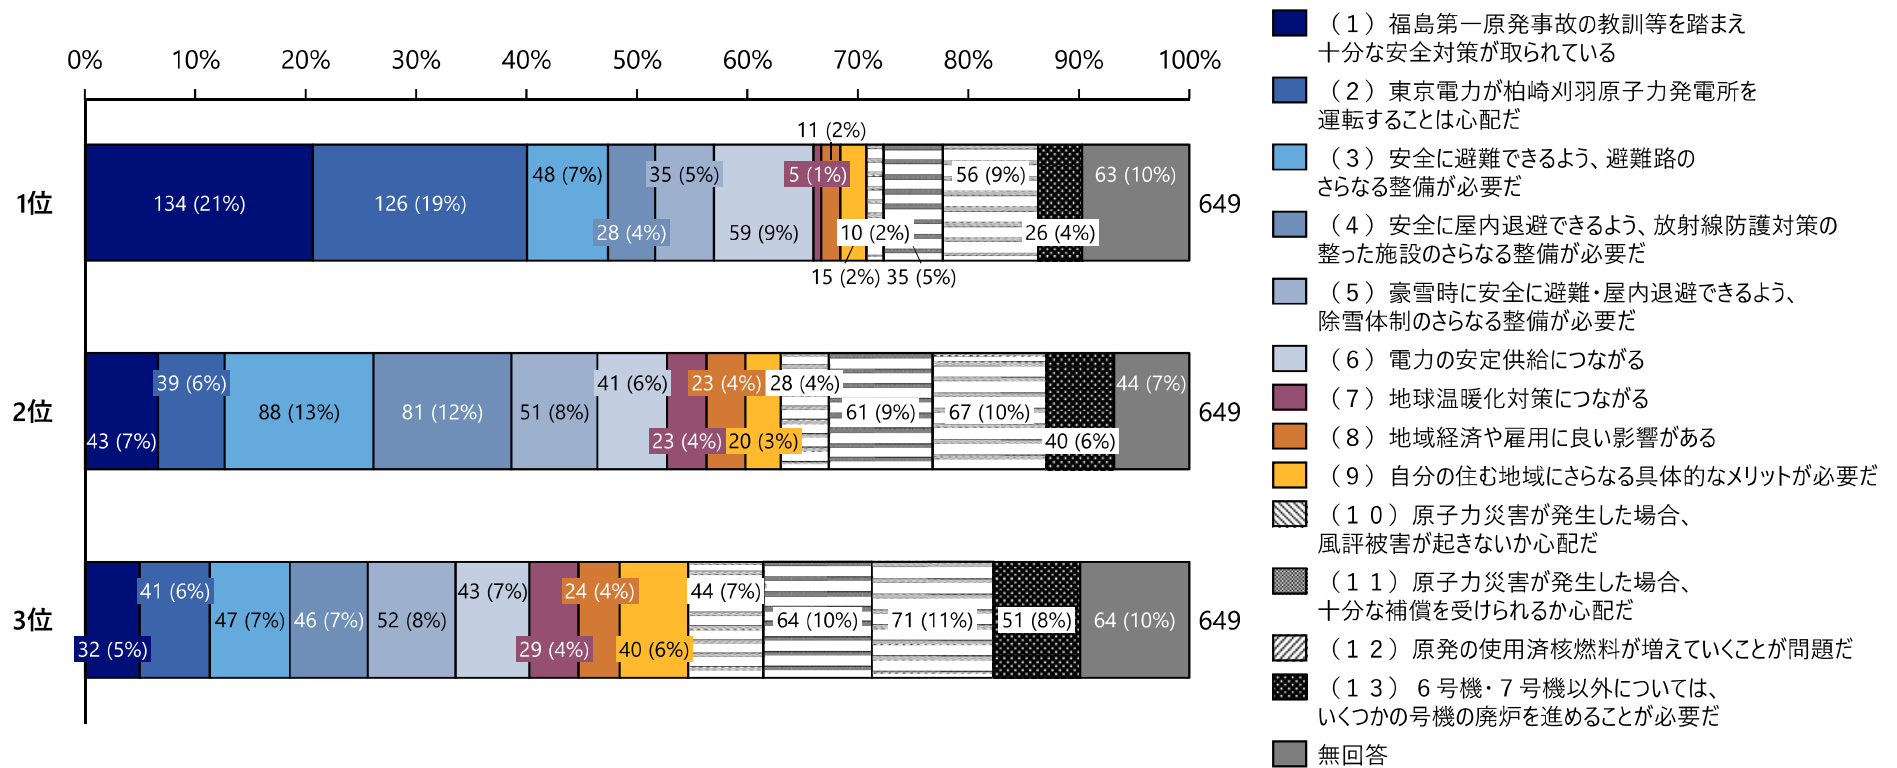 0% 10% 20% 30% 40% 50% 60% 70% 80% 90% 100%
1位
134 (21%)
126 (19%)
48 (7%)
28 (4%)
35 (5%)
59 (9%)
5 (1%)
11 (2%)
15 (2%)
10 (2%)
35 (5%)
56 (9%)
26 (4%)
63 (10%)
649
2位
43 (7%)
39 (6%)
88 (13%)
81 (12%)
51 (8%)
41 (6%)
23 (4%)
23 (4%)
20 (3%)
28 (4%)
61 (9%)
67 (10%)
40 (6%)
44 (7%)
649
3位
32 (5%)
41 (6%)
47 (7%)
46 (7%)
52 (8%)
43 (7%)
29 (4%)
24 (4%)
40 (6%)
44 (7%)
64 (10%)
71 (11%)
51 (8%)
64 (10%)
649
（１）福島第一原発事故の教訓等を踏まえ
十分な安全対策が取られている
（２）東京電力が柏崎刈羽原子力発電所を
運転することは心配だ
（３）安全に避難できるよう、避難路の
さらなる整備が必要だ
（４）安全に屋内退避できるよう、放射線防護対策の
整った施設のさらなる整備が必要だ
（５）豪雪時に安全に避難・屋内退避できるよう、
除雪体制のさらなる整備が必要だ
（６）電力の安定供給につながる
（７）地球温暖化対策につながる
（８）地域経済や雇用に良い影響がある
（９）自分の住む地域にさらなる具体的なメリットが必要だ
（１０）原子力災害が発生した場合、
風評被害が起きないか心配だ
（１１）原子力災害が発生した場合、
十分な補償を受けられるか心配だ
（１２）原発の使用済核燃料が増えていくことが問題だ
（１３）６号機・７号機以外については、
いくつかの号機の廃炉を進めることが必要だ
無回答